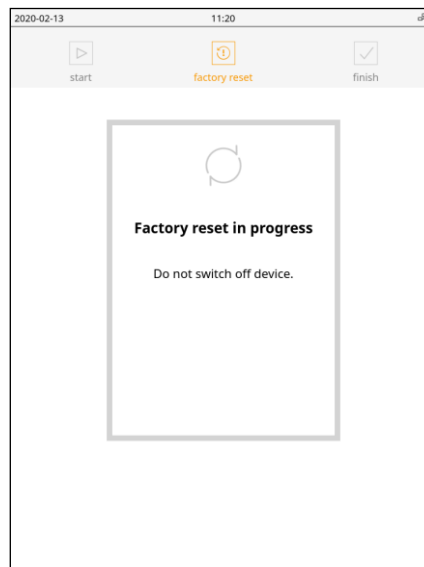 2020-02-13 11:20
start factory reset finish
Factory reset in progress
Do not switch off device.